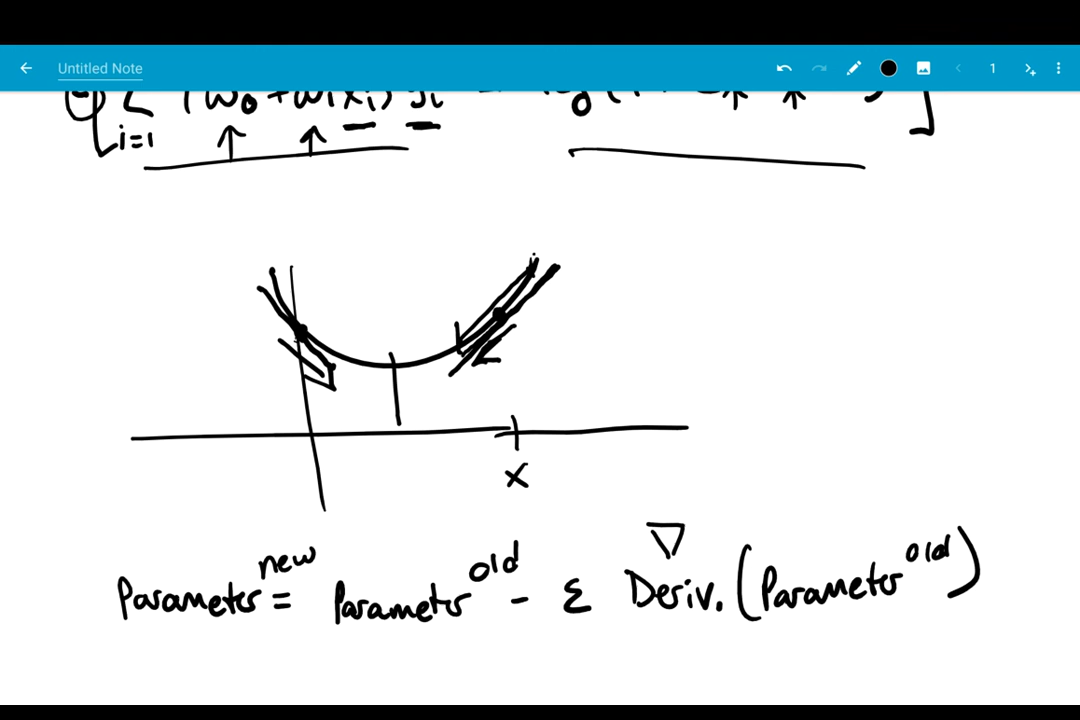 Untitled Note
1
i=1
x
Parameter^new = Parameter^old - ε ∇ Deriv. (Parameter^old)